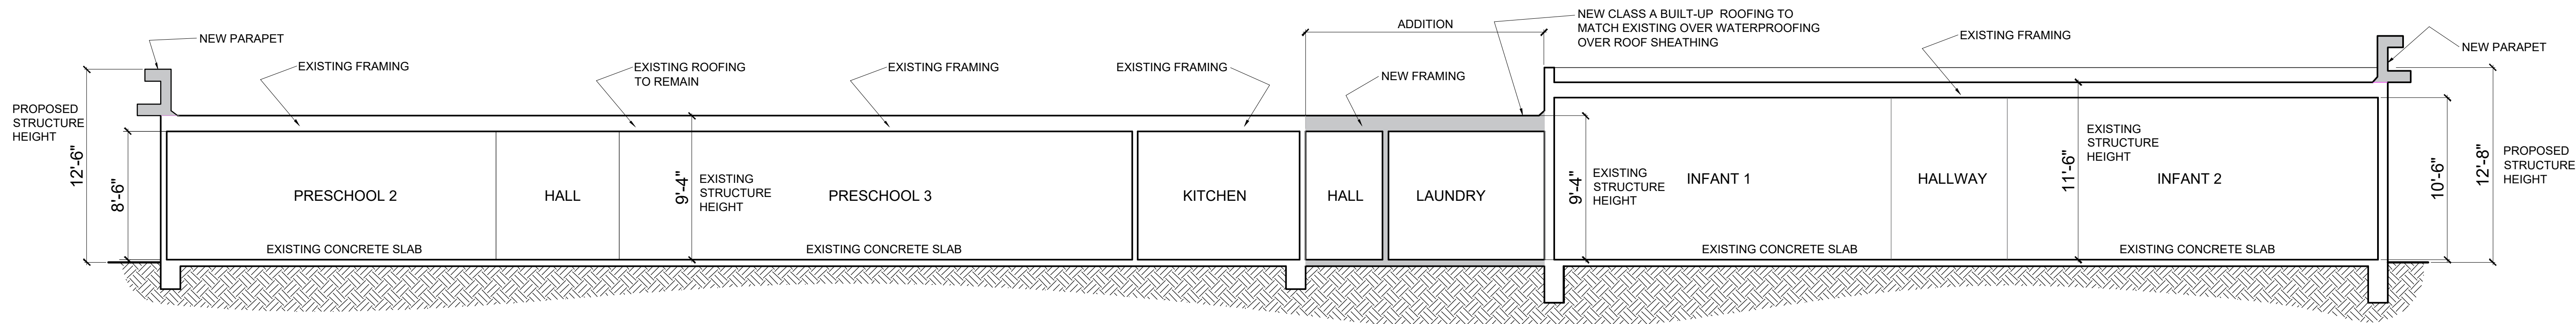 NEW PARAPET
EXISTING FRAMING
EXISTING ROOFING
TO REMAIN
EXISTING FRAMING
EXISTING FRAMING
ADDITION
NEW FRAMING
NEW CLASS A BUILT-UP  ROOFING TO
MATCH EXISTING OVER WATERPROOFING
OVER ROOF SHEATHING
EXISTING FRAMING
NEW PARAPET
PROPOSED
STRUCTURE
HEIGHT
12'-6"
8'-6"
PRESCHOOL 2
EXISTING CONCRETE SLAB
HALL
9'-4"
EXISTING
STRUCTURE
HEIGHT
PRESCHOOL 3
EXISTING CONCRETE SLAB
KITCHEN
HALL
LAUNDRY
9'-4"
EXISTING
STRUCTURE
HEIGHT
INFANT 1
EXISTING CONCRETE SLAB
HALLWAY
11'-6"
EXISTING
STRUCTURE
HEIGHT
INFANT 2
EXISTING CONCRETE SLAB
10'-6"
12'-8"
PROPOSED
STRUCTURE
HEIGHT